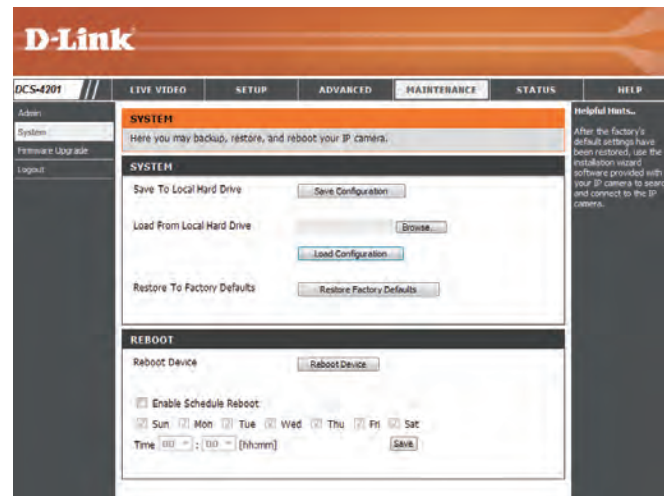 D-Link
DCS-4201 // LIVE VIDEO SETUP ADVANCED MAINTENANCE STATUS HELP
Admin
System
Firmware Upgrade
Logout
SYSTEM
Here you may backup, restore, and reboot your IP camera.
SYSTEM
Save To Local Hard Drive Save Configuration
Load From Local Hard Drive Browse...
Load Configuration
Restore To Factory Defaults Restore Factory Defaults
REBOOT
Reboot Device Reboot Device
Enable Schedule Reboot
Sun Mon Tue Wed Thu Fri Sat
Time 00 : 00 [hh:mm] Save
Helpful Hints..
After the factory's
default settings have
been restored, use the
installation wizard
software provided with
your IP camera to searc
and connect to the IP
camera.